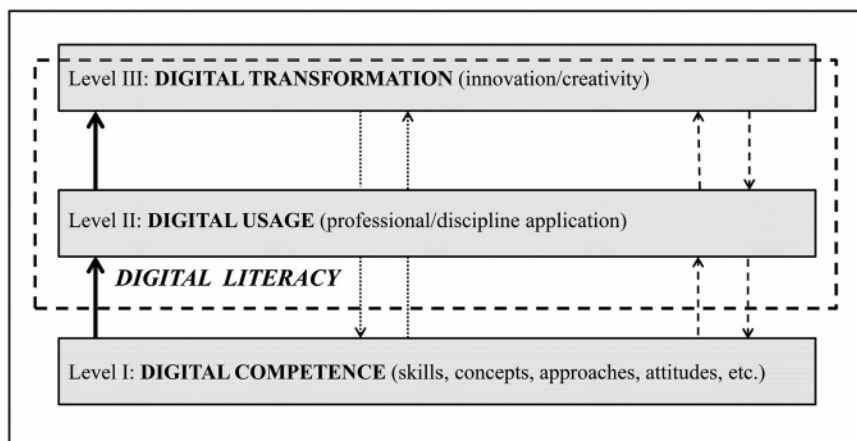 Level III: DIGITAL TRANSFORMATION (innovation/creativity)
Level II: DIGITAL USAGE (professional/discipline application)
DIGITAL LITERACY
Level I: DIGITAL COMPETENCE (skills, concepts, approaches, attitudes, etc.)